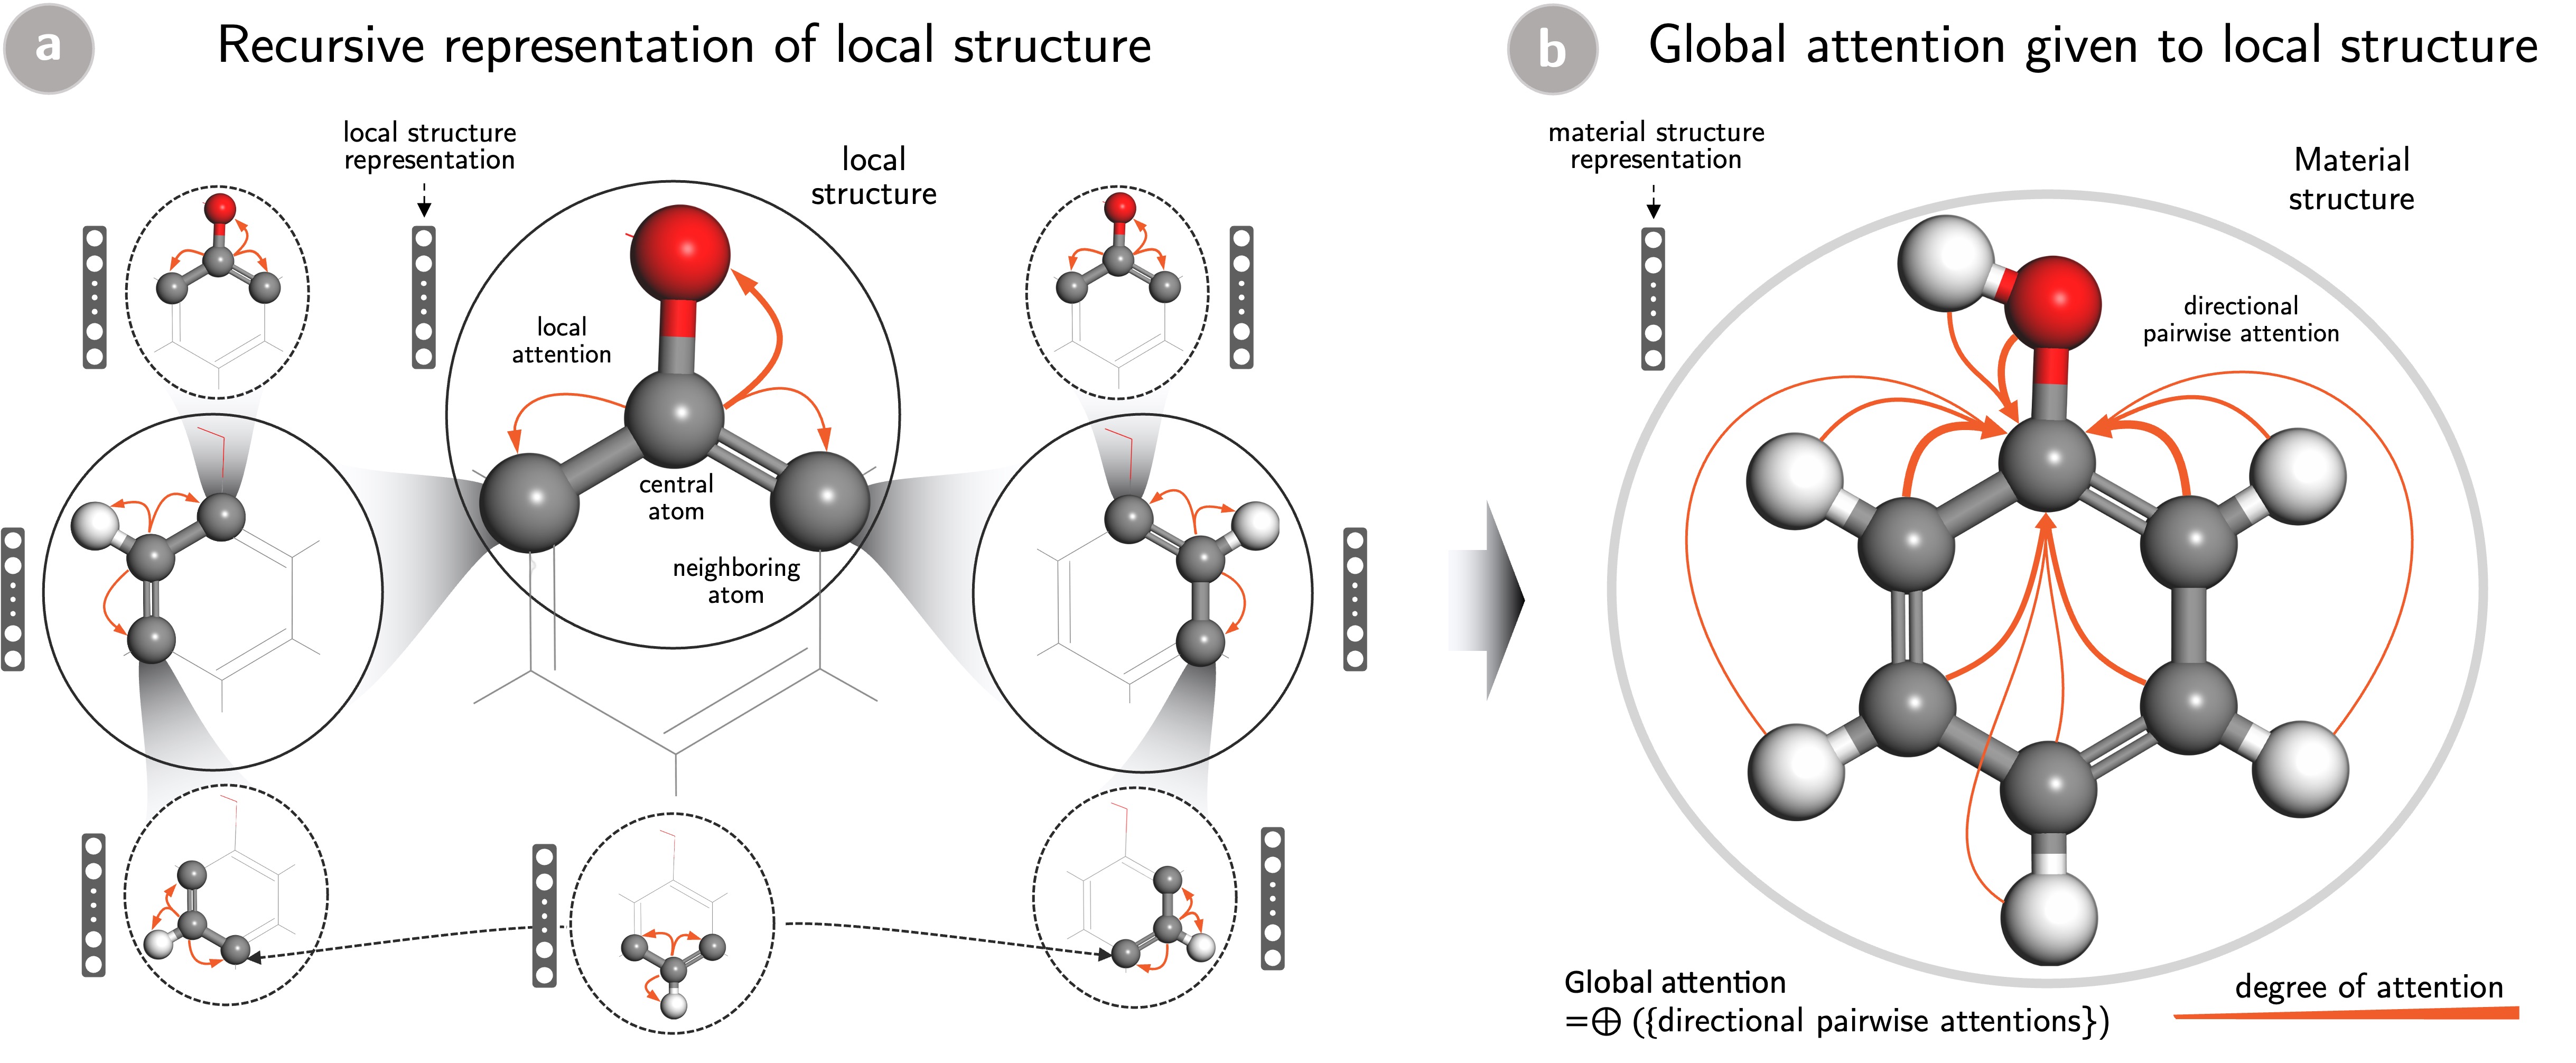 a
Recursive representation of local structure
local structure
representation
local
structure
local
attention
central
atom
neighboring
atom
b
Global attention given to local structure
material structure
representation
Material
structure
directional
pairwise attention
Global attention
=⊕ ({directional pairwise attentions})
degree of attention